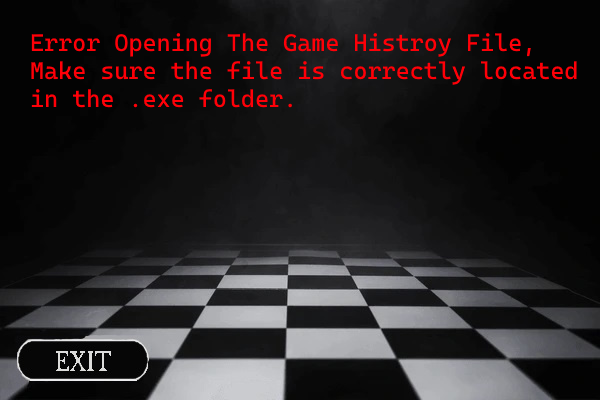 Error Opening The Game Histroy File,
Make sure the file is correctly located
in the .exe folder.
EXIT